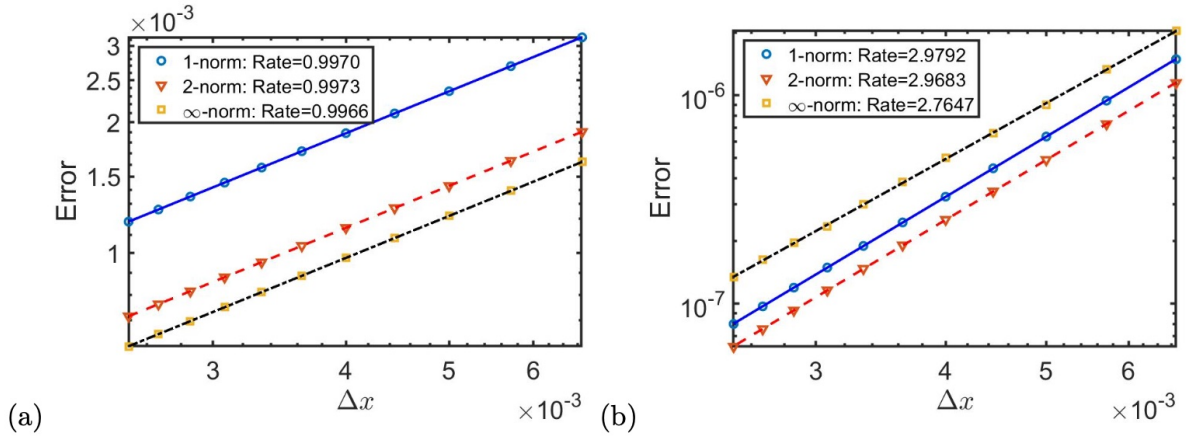 ×10⁻³
3
2.5
2
1.5
1
Error
1-norm: Rate=0.9970
2-norm: Rate=0.9973
∞-norm: Rate=0.9966
3 4 5 6
Δx
×10⁻³
(a)
10⁻⁶
10⁻⁷
Error
1-norm: Rate=2.9792
2-norm: Rate=2.9683
∞-norm: Rate=2.7647
3 4 5 6
Δx
×10⁻³
(b)